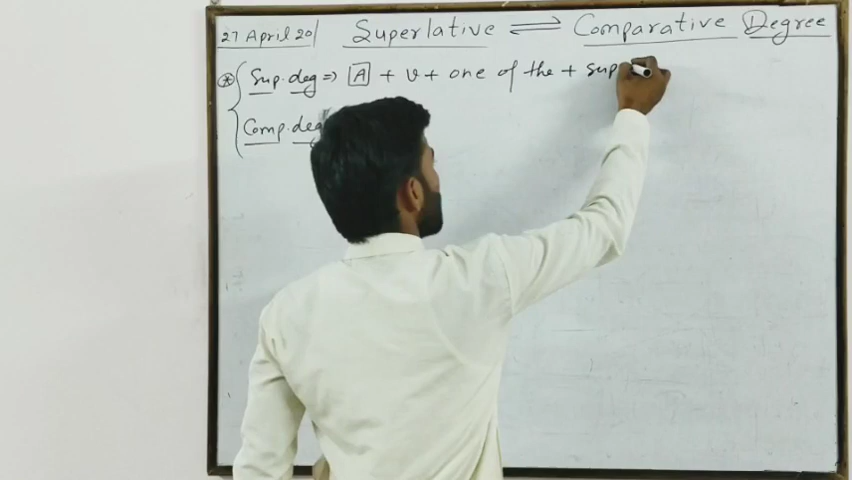 27 April 20 Superlative ⇌ Comparative Degree
* Sup. deg ⇒ A + v + one of the + sup
Comp. deg